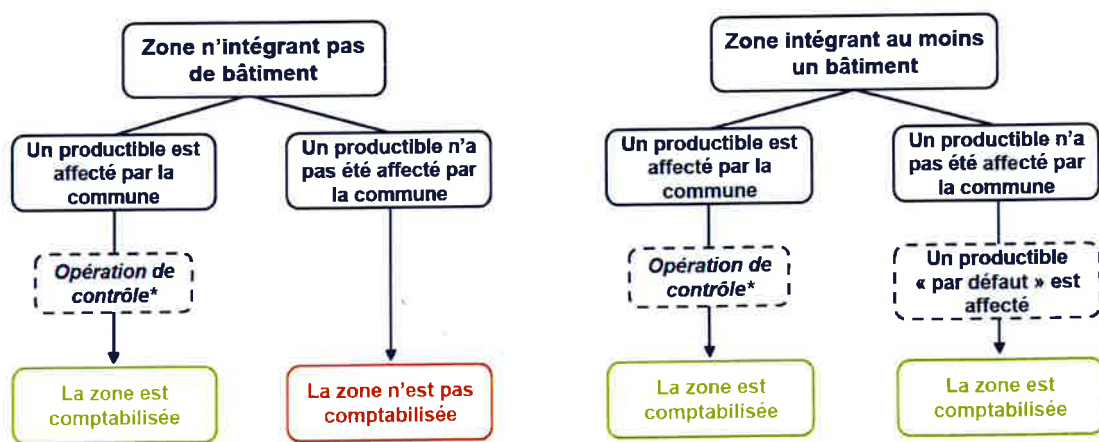 Zone n'intégrant pas
de bâtiment
Un productible est
affecté par la
commune
Un productible n'a
pas été affecté par
la commune
Opération de
contrôle*
La zone est
comptabilisée
La zone n'est pas
comptabilisée
Zone intégrant au moins
un bâtiment
Un productible est
affecté par la
commune
Un productible n'a
pas été affecté par
la commune
Opération de
contrôle*
Un productible
« par défaut » est
affecté
La zone est
comptabilisée
La zone est
comptabilisée